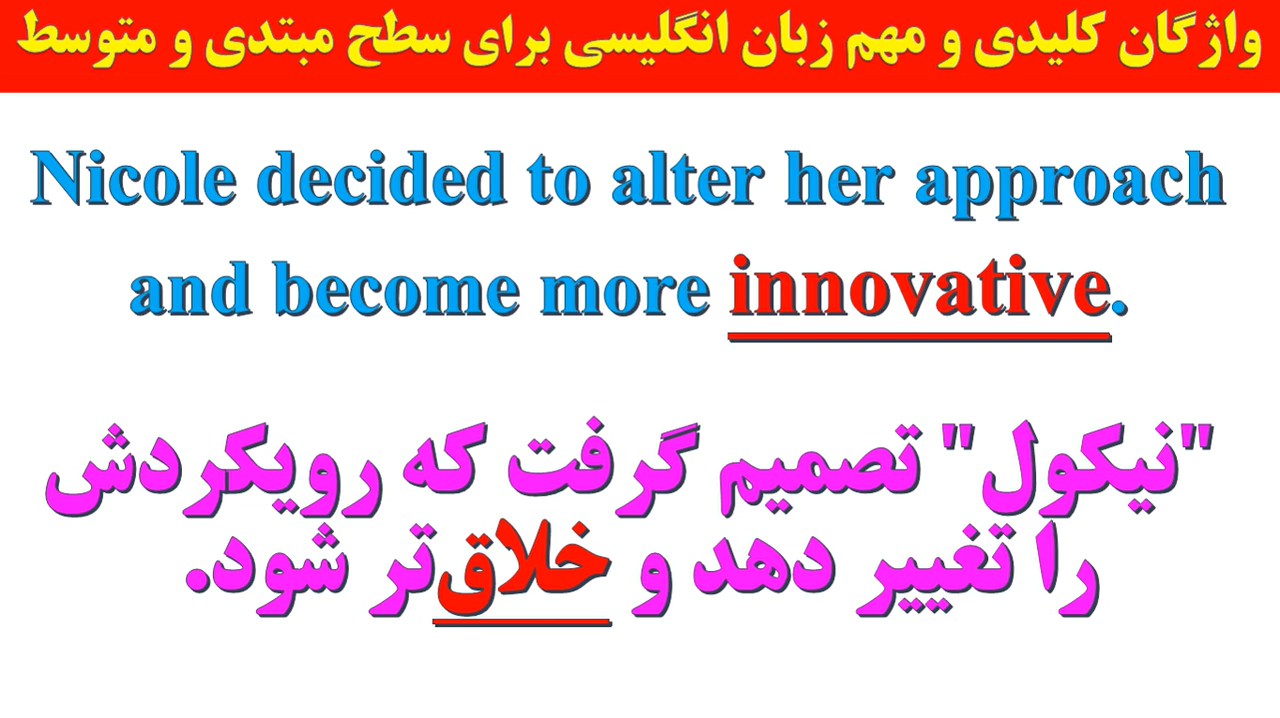 واژگان کلیدی و مهم زبان انگلیسی برای سطح مبتدی و متوسط
Nicole decided to alter her approach
and become more innovative.
"نیکول" تصمیم گرفت که رویکردش
را تغییر دهد و خلاق‌تر شود.